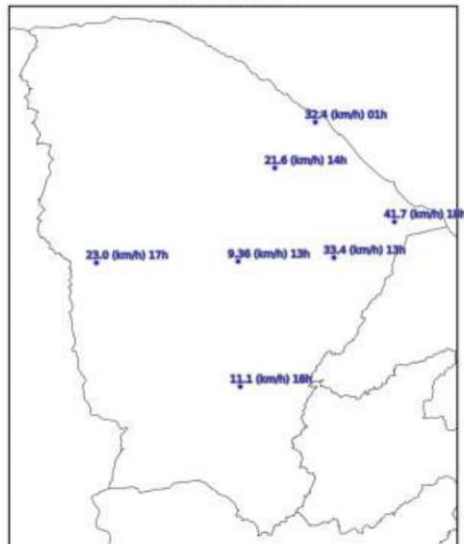 32.4 (km/h) 01h
21.6 (km/h) 14h
41.7 (km/h) 18h
23.0 (km/h) 17h
9.36 (km/h) 13h
33.4 (km/h) 13h
11.1 (km/h) 16h